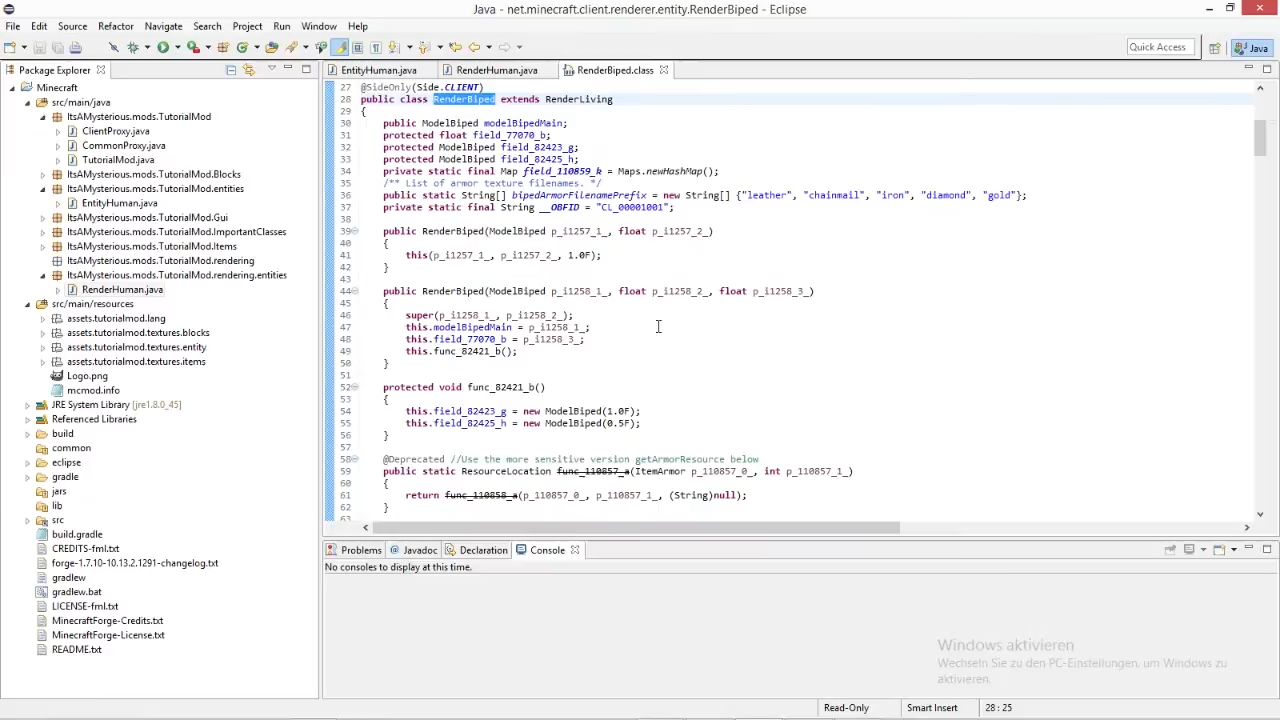 Java - net.minecraft.client.renderer.entity.RenderBiped - Eclipse
File Edit Source Refactor Navigate Search Project Run Window Help
Quick Access Java
Package Explorer EntityHuman.java RenderHuman.java RenderBiped.class
Minecraft
src/main/java
ItsAMysterious.mods.TutorialMod
ClientProxy.java
CommonProxy.java
TutorialMod.java
ItsAMysterious.mods.TutorialMod.Blocks
ItsAMysterious.mods.TutorialMod.entities
EntityHuman.java
ItsAMysterious.mods.TutorialMod.Gui
ItsAMysterious.mods.TutorialMod.ImportantClasses
ItsAMysterious.mods.TutorialMod.Items
ItsAMysterious.mods.TutorialMod.rendering
ItsAMysterious.mods.TutorialMod.rendering.entities
RenderHuman.java
src/main/resources
assets.tutorialmod.lang
assets.tutorialmod.textures.blocks
assets.tutorialmod.textures.entity
assets.tutorialmod.textures.items
Logo.png
mcmod.info
JRE System Library [jre1.8.0_45]
Referenced Libraries
build
common
eclipse
gradle
jars
lib
src
build.gradle
CREDITS-fml.txt
forge-1.7.10-10.13.2.1291-changelog.txt
gradlew
gradlew.bat
LICENSE-fml.txt
MinecraftForge-Credits.txt
MinecraftForge-License.txt
README.txt
27 @SideOnly(Side.CLIENT)
28 public class RenderBiped extends RenderLiving
29 {
30 public ModelBiped modelBipedMain;
31 protected float field_77070_b;
32 protected ModelBiped field_82423_g;
33 protected ModelBiped field_82425_h;
34 private static final Map field_110859_k = Maps.newHashMap();
35 /** List of armor texture filenames. */
36 public static String[] bipedArmorFilenamePrefix = new String[] {"leather", "chainmail", "iron", "diamond", "gold"};
37 private static final String __OBFID = "CL_00001001";
38
39 public RenderBiped(ModelBiped p_i1257_1_, float p_i1257_2_)
40 {
41 this(p_i1257_1_, p_i1257_2_, 1.0F);
42 }
43
44 public RenderBiped(ModelBiped p_i1258_1_, float p_i1258_2_, float p_i1258_3_)
45 {
46 super(p_i1258_1_, p_i1258_2_);
47 this.modelBipedMain = p_i1258_1_;
48 this.field_77070_b = p_i1258_3_;
49 this.func_82421_b();
50 }
51
52 protected void func_82421_b()
53 {
54 this.field_82423_g = new ModelBiped(1.0F);
55 this.field_82425_h = new ModelBiped(0.5F);
56 }
57
58 @Deprecated //Use the more sensitive version getArmorResource below
59 public static ResourceLocation func_110857_a(ItemArmor p_110857_0_, int p_110857_1_)
60 {
61 return func_110858_a(p_110857_0_, p_110857_1_, (String)null);
62 }
63
Problems Javadoc Declaration Console
No consoles to display at this time.
Windows aktivieren
Wechseln Sie zu den PC-Einstellungen, um Windows zu
aktivieren.
Read-Only Smart Insert 28 : 25